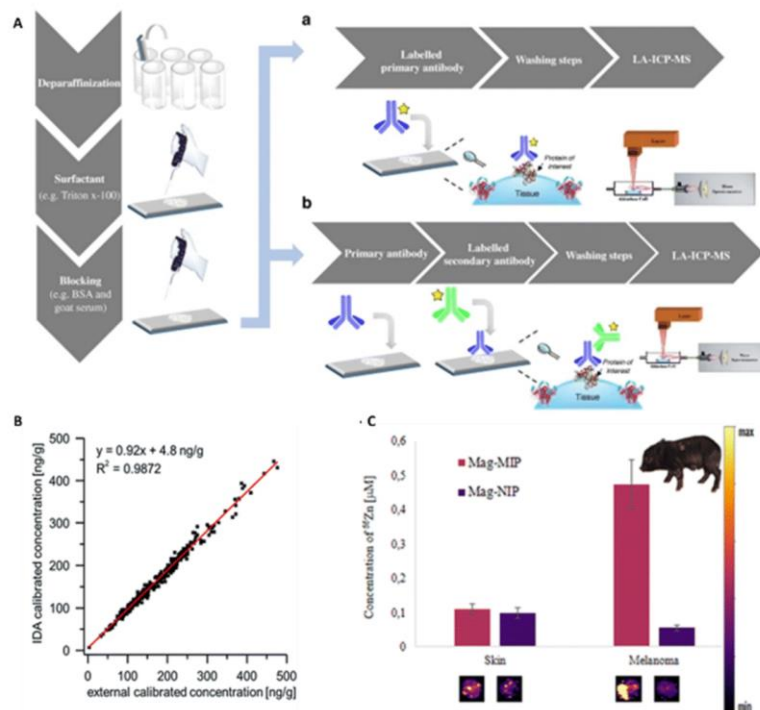 A
Deparaffinization
Surfactant
(e.g. Triton x-100)
Blocking
(e.g. BSA and
goat serum)
a
Labelled
primary antibody
Washing steps
LA-ICP-MS
Protein of
interest
Tissue
Laser
b
Primary antibody
Labelled
secondary antibody
Washing steps
LA-ICP-MS
Protein of
interest
Tissue
B
IDA calibrated concentration [ng/g]
y = 0.92x + 4.8 ng/g
R² = 0.9872
500
450
400
300
200
100
0
0
100
200
300
400
500
external calibrated concentration [ng/g]
C
Concentration of ⁶⁶Zn [µM]
0,6
0,5
0,4
0,3
0,2
0,1
0
Mag-MIP
Mag-NIP
Skin
Melanoma
max
min